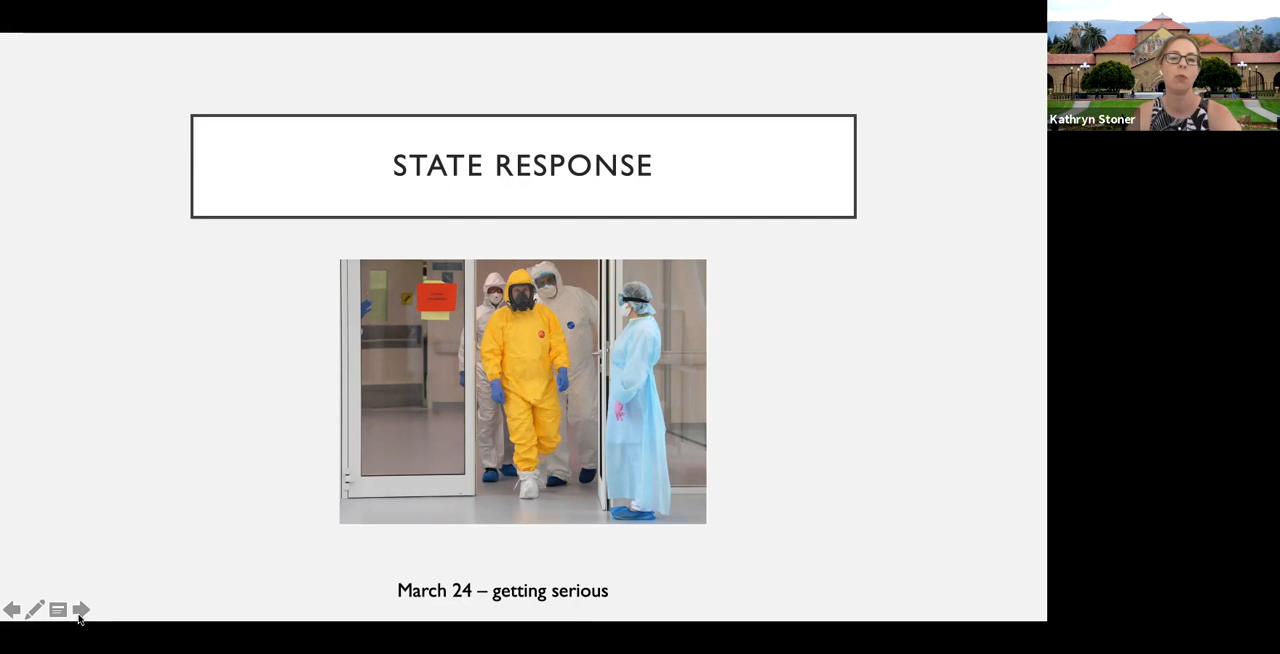 STATE RESPONSE
March 24 – getting serious
Kathryn Stoner